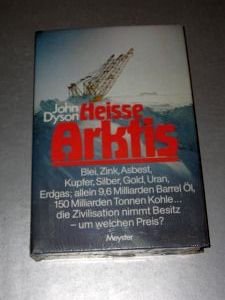 John
Dyson
Heisse
Arktis
Blei, Zink, Asbest,
Kupfer, Silber, Gold, Uran,
Erdgas; allein 9,6 Milliarden Barrel Öl,
150 Milliarden Tonnen Kohle...
die Zivilisation nimmt Besitz
– um welchen Preis?
Meyster